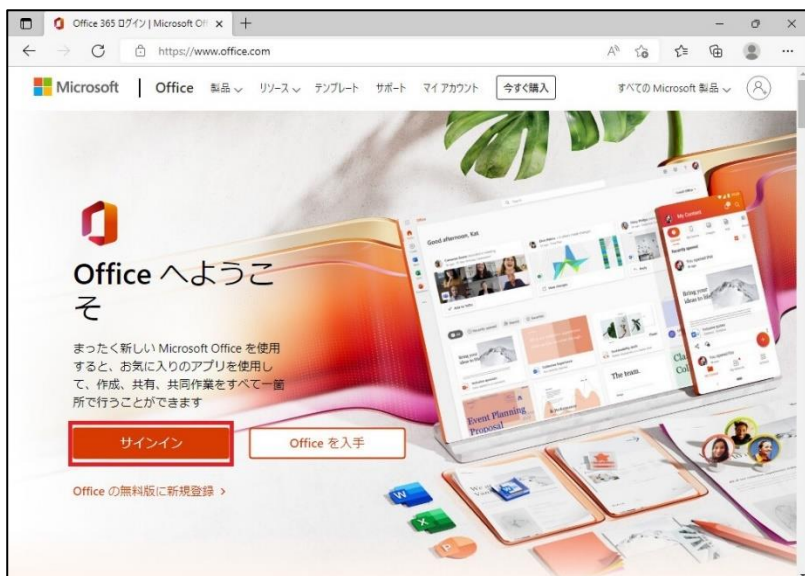 Office 365 ログイン | Microsoft Off
https://www.office.com
Microsoft Office 製品 リソース テンプレート サポート マイ アカウント 今すぐ購入 すべての Microsoft 製品
Office へようこ
そ
まったく新しい Microsoft Office を使用
すると、お気に入りのアプリを使用し
て、作成、共有、共同作業をすべて一箇
所で行うことができます
サインイン Office を入手
Office の無料版に新規登録 >
Good afternoon, Kat
My Content
Recently opened
Bring your
ideas to life
The team.
Event Planning
Proposal
W
X
P